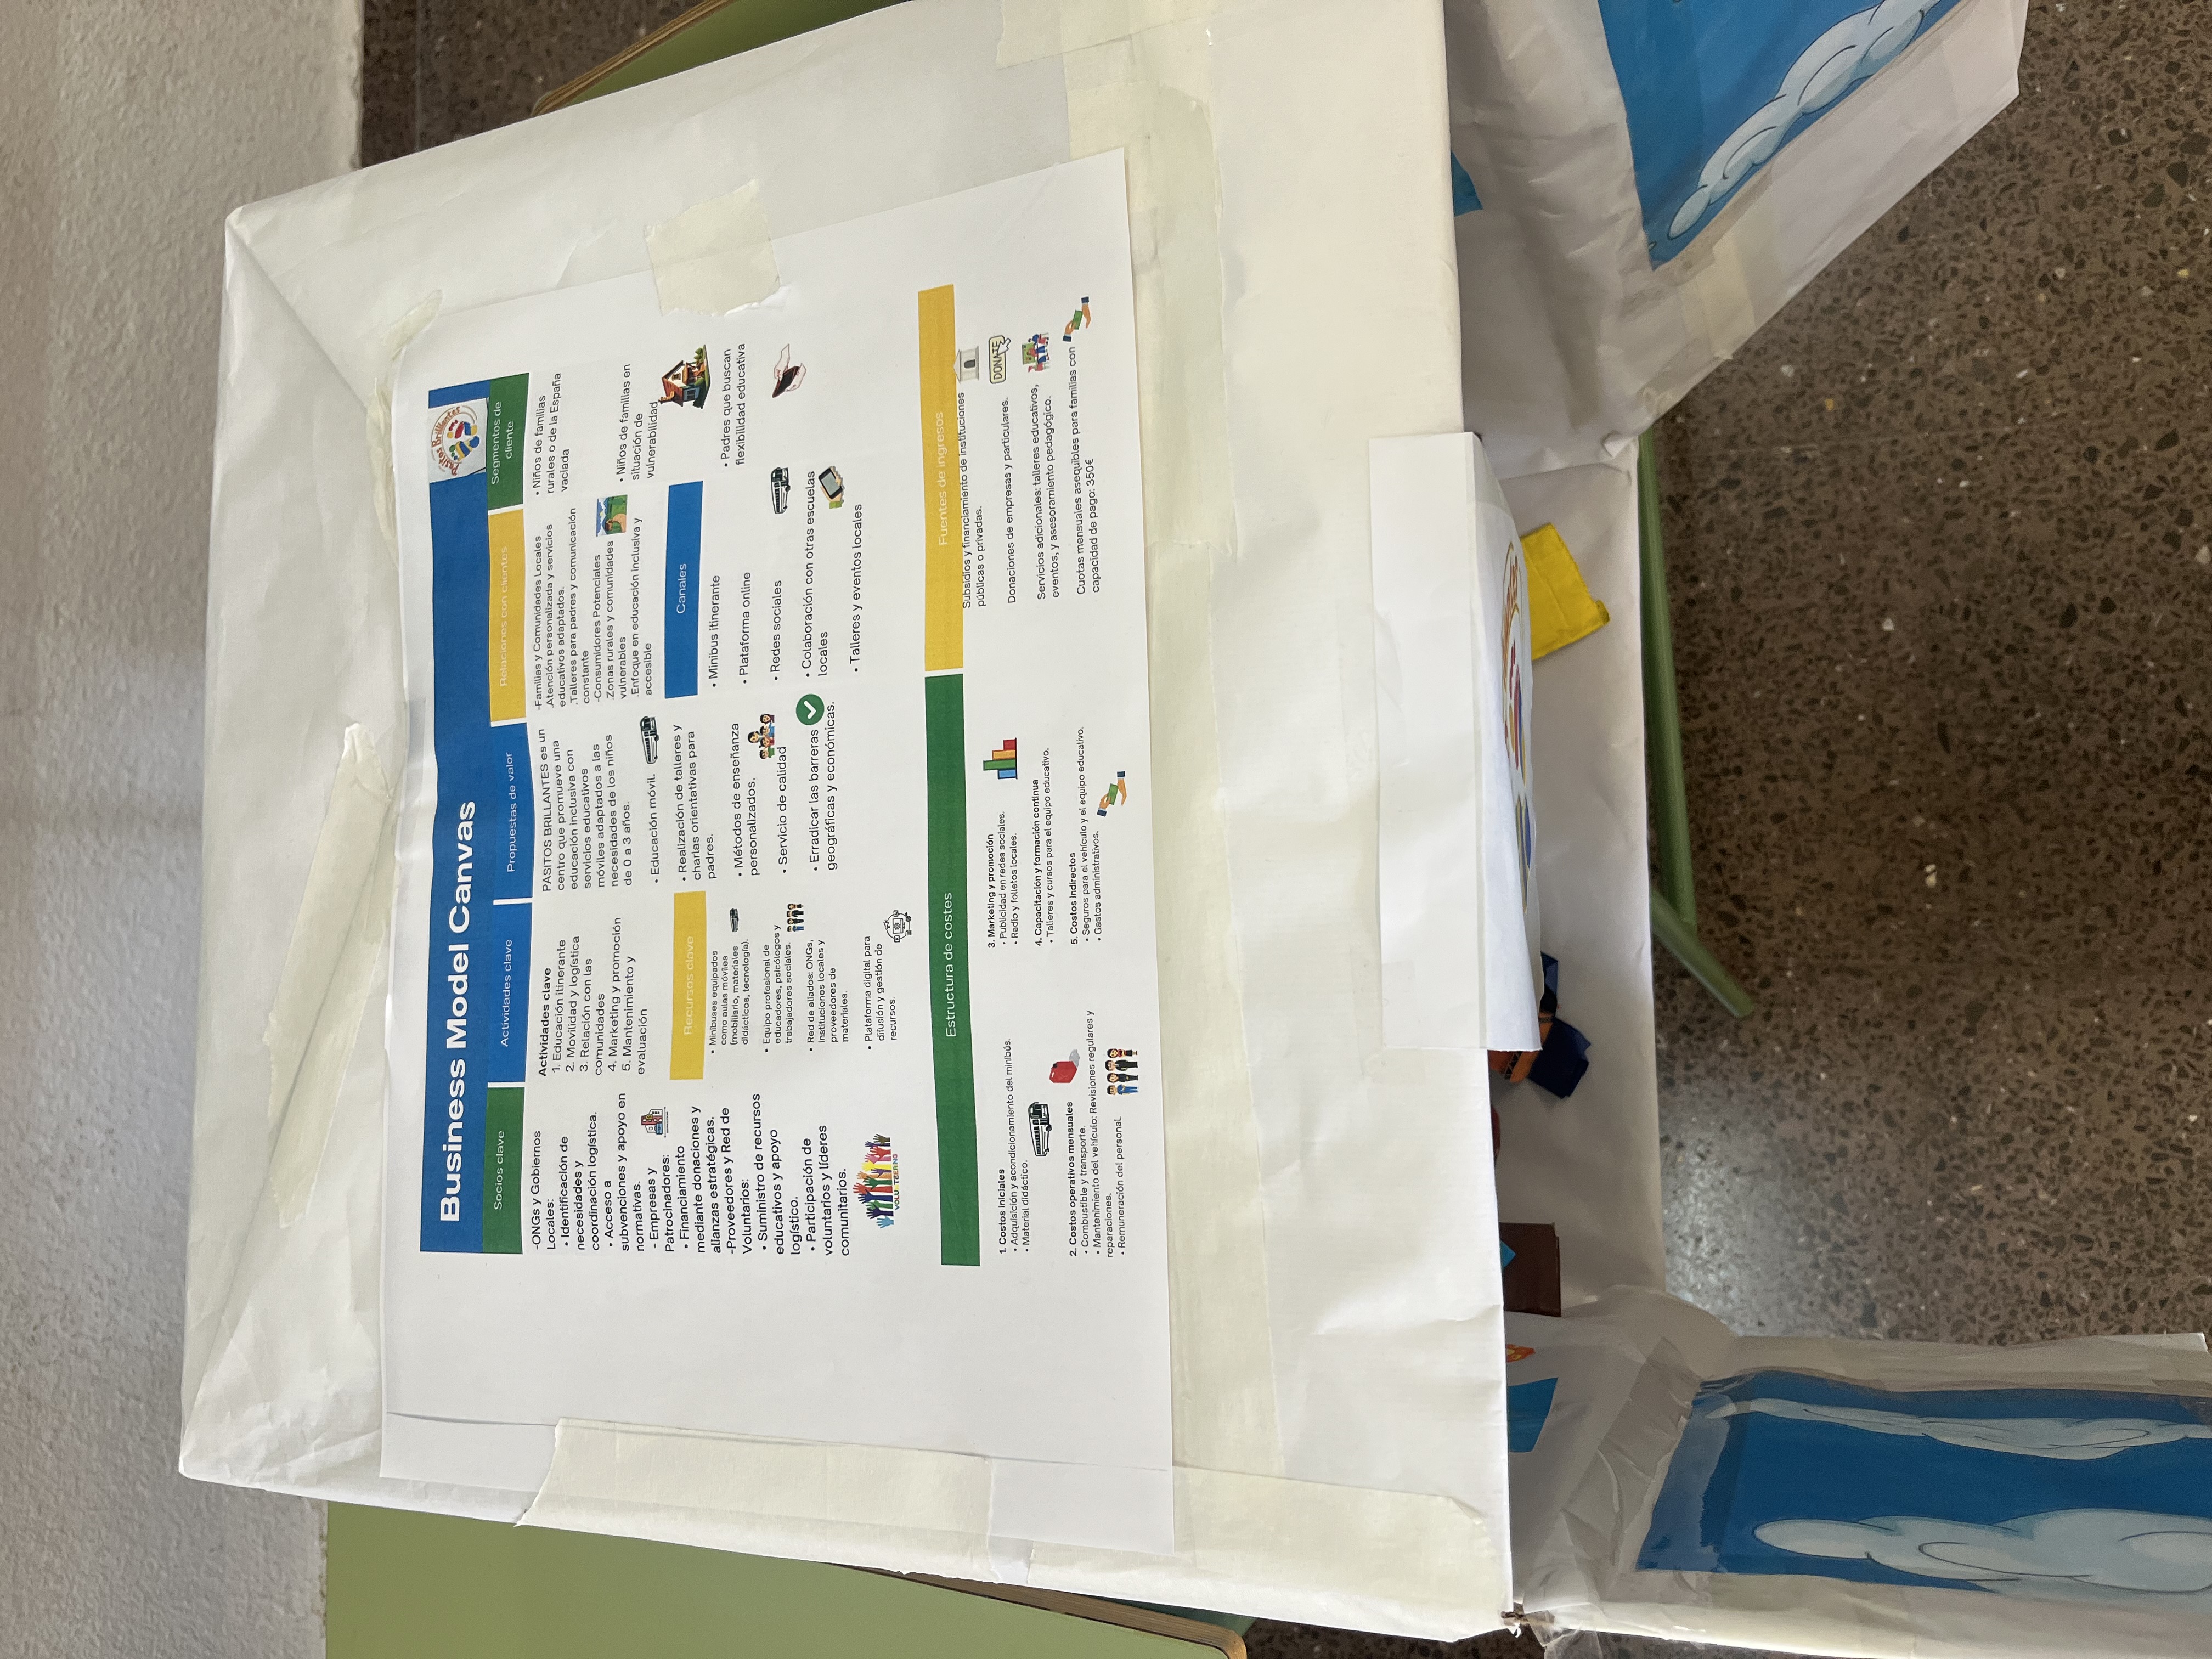 Business Model Canvas
Pasitos Brillantes
Socios clave
-ONGs y Gobiernos
Locales:
• Identificación de
necesidades y
coordinación logística.
• Acceso a
subvenciones y apoyo en
normativas.
- Empresas y
Patrocinadores:
• Financiamiento
mediante donaciones y
alianzas estratégicas.
-Proveedores y Red de
Voluntarios:
• Suministro de recursos
educativos y apoyo
logístico.
• Participación de
voluntarios y líderes
comunitarios.
VOLUNTEERING
Actividades clave
Actividades clave
1. Educación itinerante
2. Movilidad y logística
3. Relación con las
comunidades
4. Marketing y promoción
5. Mantenimiento y
evaluación
Recursos clave
• Minibuses equipados
como aulas móviles
(mobiliario, materiales
didácticos, tecnología).
• Equipo profesional de
educadores, psicólogos y
trabajadores sociales.
• Red de aliados: ONGs,
instituciones locales y
proveedores de
materiales.
• Plataforma digital para
difusión y gestión de
recursos.
Propuestas de valor
PASITOS BRILLANTES es un
centro que promueve una
educación inclusiva con
servicios educativos
móviles adaptados a las
necesidades de los niños
de 0 a 3 años.
• Educación móvil.
• Realización de talleres y
charlas orientativas para
padres.
• Métodos de enseñanza
personalizados.
• Servicio de calidad
• Erradicar las barreras
geográficas y económicas.
Relaciones con clientes
-Familias y Comunidades Locales
.Atención personalizada y servicios
educativos adaptados.
.Talleres para padres y comunicación
constante
-Consumidores Potenciales
.Zonas rurales y comunidades
vulnerables
.Enfoque en educación inclusiva y
accesible
Canales
• Minibus itinerante
• Plataforma online
• Redes sociales
• Colaboración con otras escuelas
locales
• Talleres y eventos locales
Segmentos de
cliente
• Niños de familias
rurales o de la España
vaciada
• Niños de familias en
situación de
vulnerabilidad
• Padres que buscan
flexibilidad educativa
Estructura de costes
1. Costos iniciales
• Adquisición y acondicionamiento del minibús.
• Material didáctico.
2. Costos operativos mensuales
• Combustible y transporte.
• Mantenimiento del vehículo: Revisiones regulares y
reparaciones.
• Remuneración del personal.
3. Marketing y promoción
• Publicidad en redes sociales.
• Radio y folletos locales.
4. Capacitación y formación continua
• Talleres y cursos para el equipo educativo.
5. Costos indirectos
• Seguros para el vehículo y el equipo educativo.
• Gastos administrativos.
Fuentes de ingresos
Subsidios y financiamiento de instituciones
públicas o privadas.
Donaciones de empresas y particulares.
DONATE
Servicios adicionales: talleres educativos,
eventos, y asesoramiento pedagógico.
Cuotas mensuales asequibles para familias con
capacidad de pago: 350€